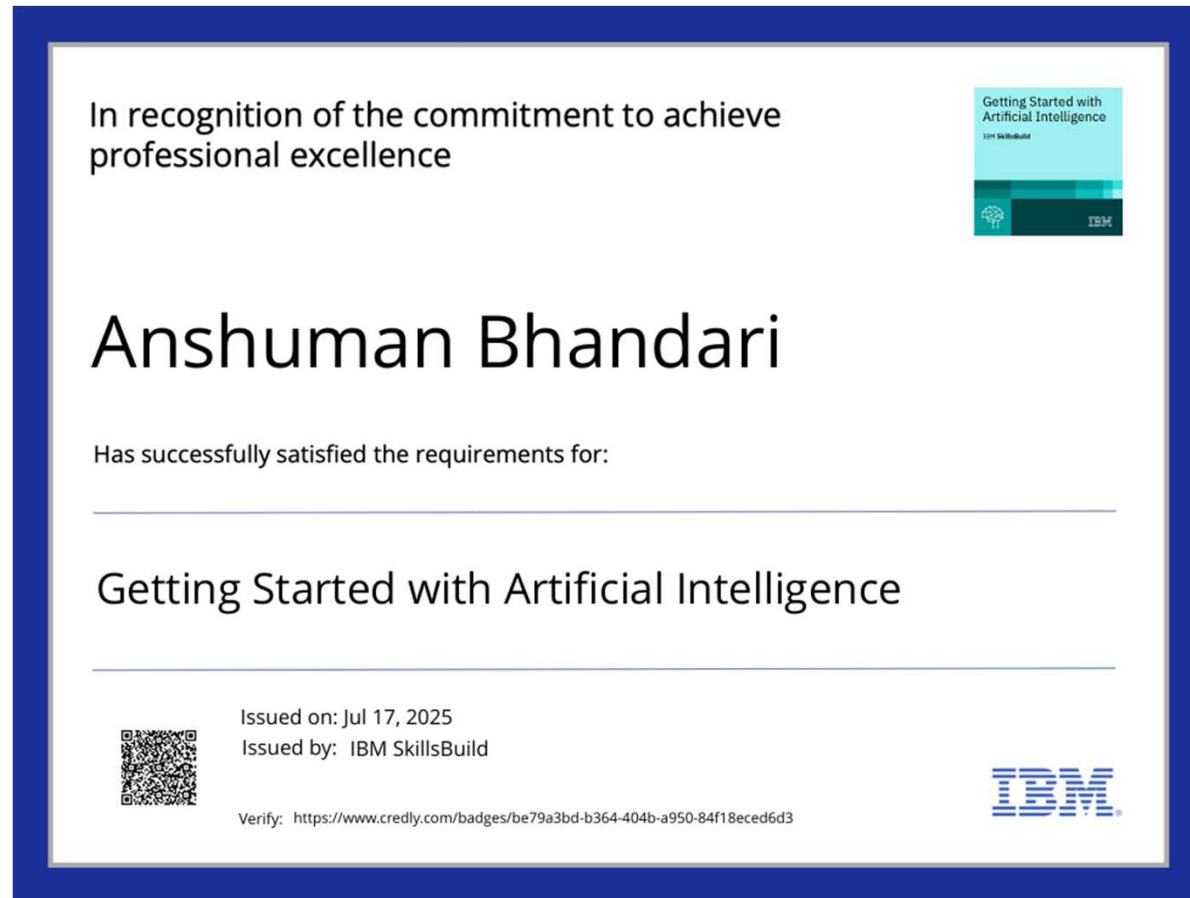 In recognition of the commitment to achieve
professional excellence
Getting Started with
Artificial Intelligence
IBM SkillsBuild
IBM
Anshuman Bhandari
Has successfully satisfied the requirements for:
Getting Started with Artificial Intelligence
Issued on: Jul 17, 2025
Issued by: IBM SkillsBuild
Verify: https://www.credly.com/badges/be79a3bd-b364-404b-a950-84f18eced6d3
IBM®